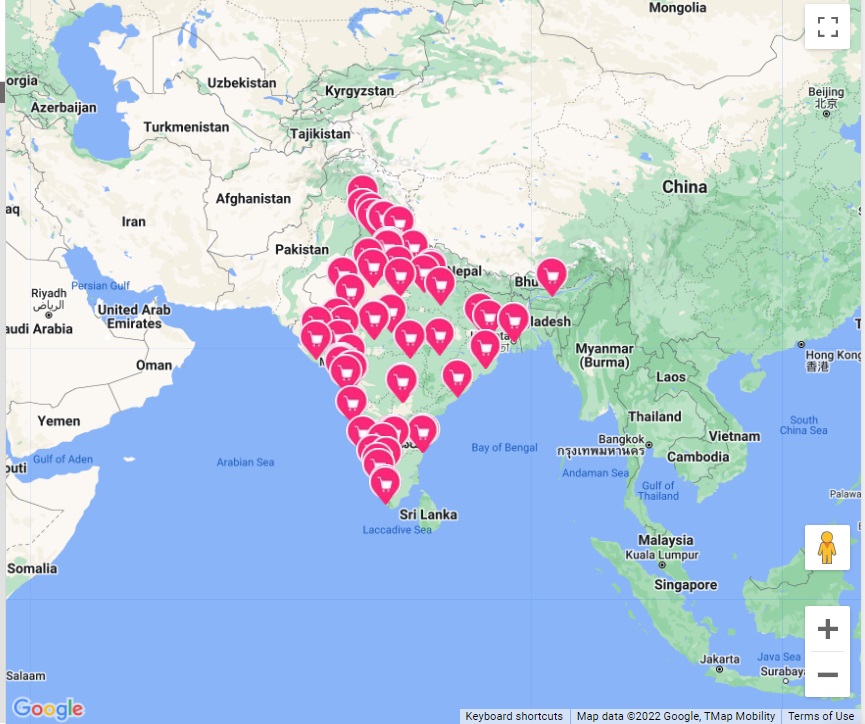 Mongolia
orgia
Azerbaijan
Uzbekistan
Kyrgyzstan
Beijing
北京
Turkmenistan
Tajikistan
China
Afghanistan
aq
Iran
Pakistan
Nepal
Bhu
Persian Gulf
Riyadh
الرياض
United Arab
Emirates
audi Arabia
ladesh
Oman
Myanmar
(Burma)
Hong Kong
香港
Laos
Yemen
Thailand
South
China Sea
Vietnam
Bangkok
กรุงเทพมหานคร
Bay of Bengal
Arabian Sea
Gulf of Aden
outi
Cambodia
Andaman Sea
Gulf of
Thailand
Palawa
Sri Lanka
Laccadive Sea
Malaysia
Kuala Lumpur
Somalia
Singapore
Jakarta
Java Sea
Surabaya
Salaam
Google
Keyboard shortcuts
Map data ©2022 Google, TMap Mobility
Terms of Use